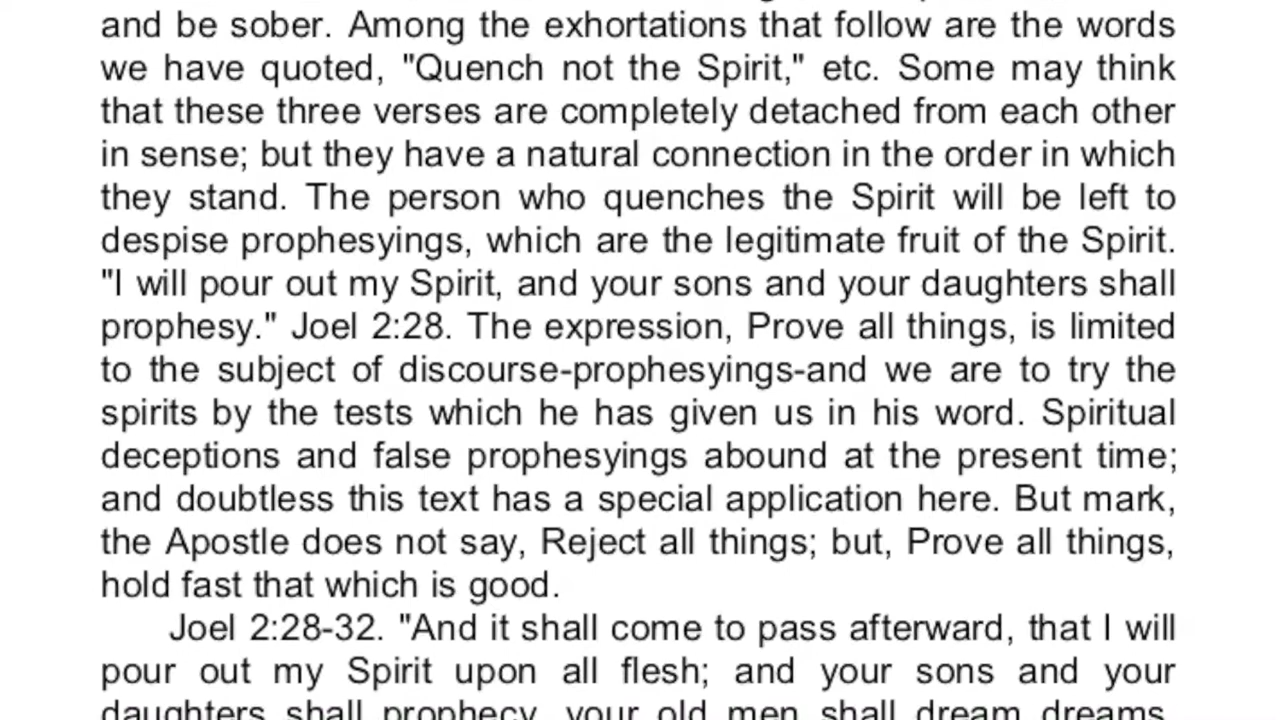 and be sober. Among the exhortations that follow are the words
we have quoted, "Quench not the Spirit," etc. Some may think
that these three verses are completely detached from each other
in sense; but they have a natural connection in the order in which
they stand. The person who quenches the Spirit will be left to
despise prophesyings, which are the legitimate fruit of the Spirit.
"I will pour out my Spirit, and your sons and your daughters shall
prophesy." Joel 2:28. The expression, Prove all things, is limited
to the subject of discourse-prophesyings-and we are to try the
spirits by the tests which he has given us in his word. Spiritual
deceptions and false prophesyings abound at the present time;
and doubtless this text has a special application here. But mark,
the Apostle does not say, Reject all things; but, Prove all things,
hold fast that which is good.
Joel 2:28-32. "And it shall come to pass afterward, that I will
pour out my Spirit upon all flesh; and your sons and your
daughters shall prophecy, your old men shall dream dreams,